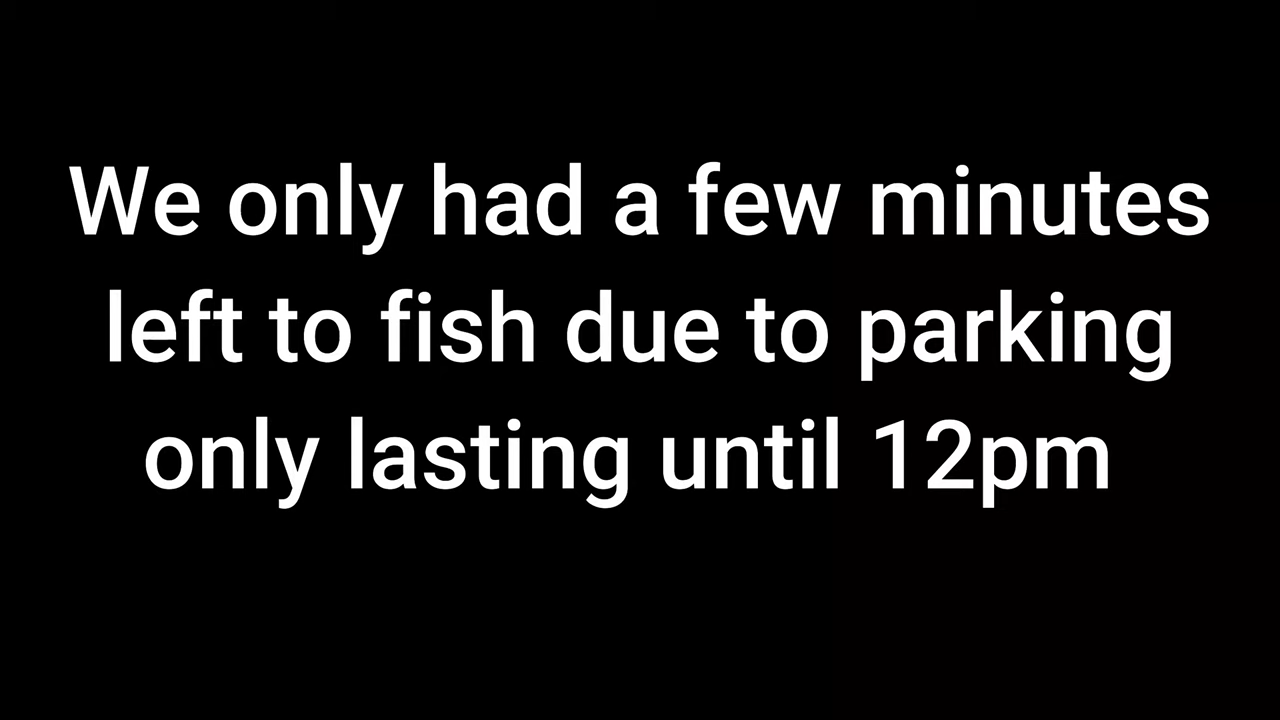 We only had a few minutes
left to fish due to parking
only lasting until 12pm